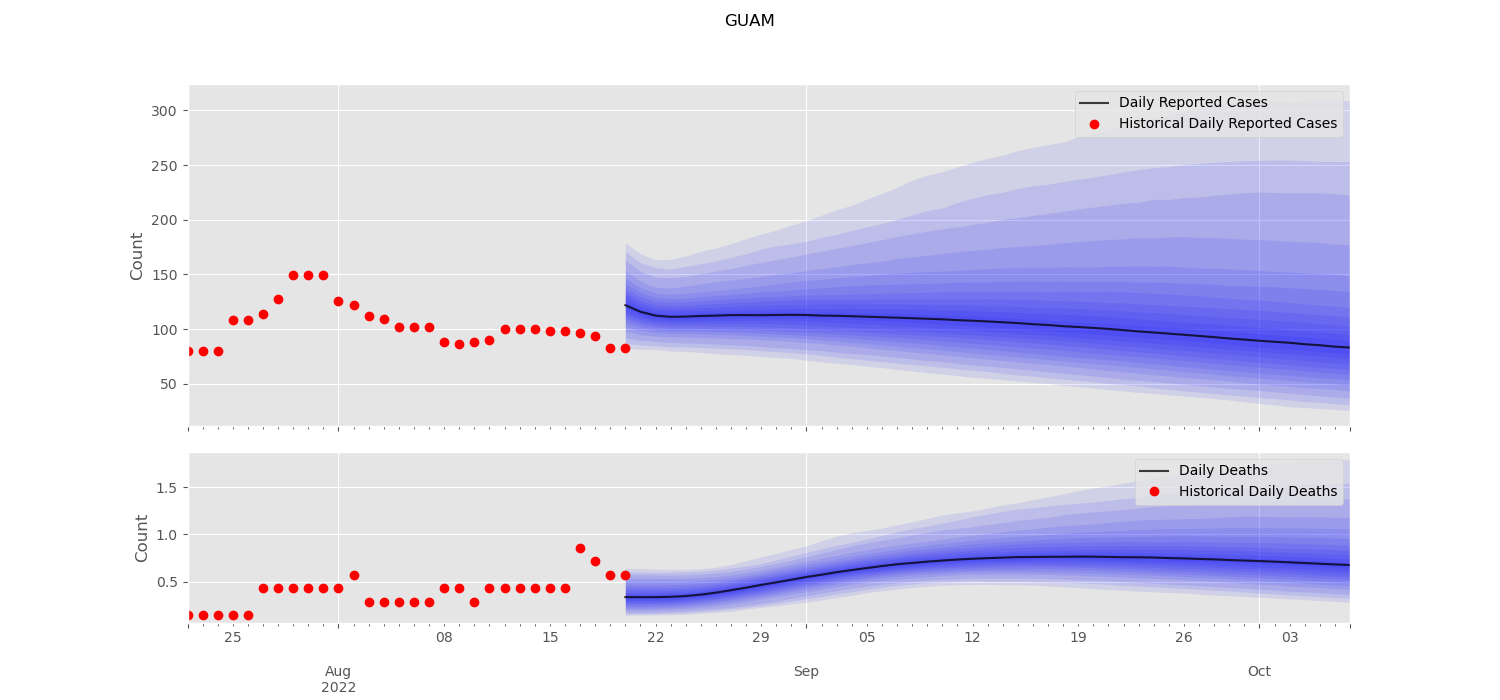 GUAM
300
250
200
150
100
50
Count
Daily Reported Cases
Historical Daily Reported Cases
1.5
1.0
0.5
Count
Daily Deaths
Historical Daily Deaths
25 08 15 22 29 05 12 19 26 03
Aug Sep Oct
2022